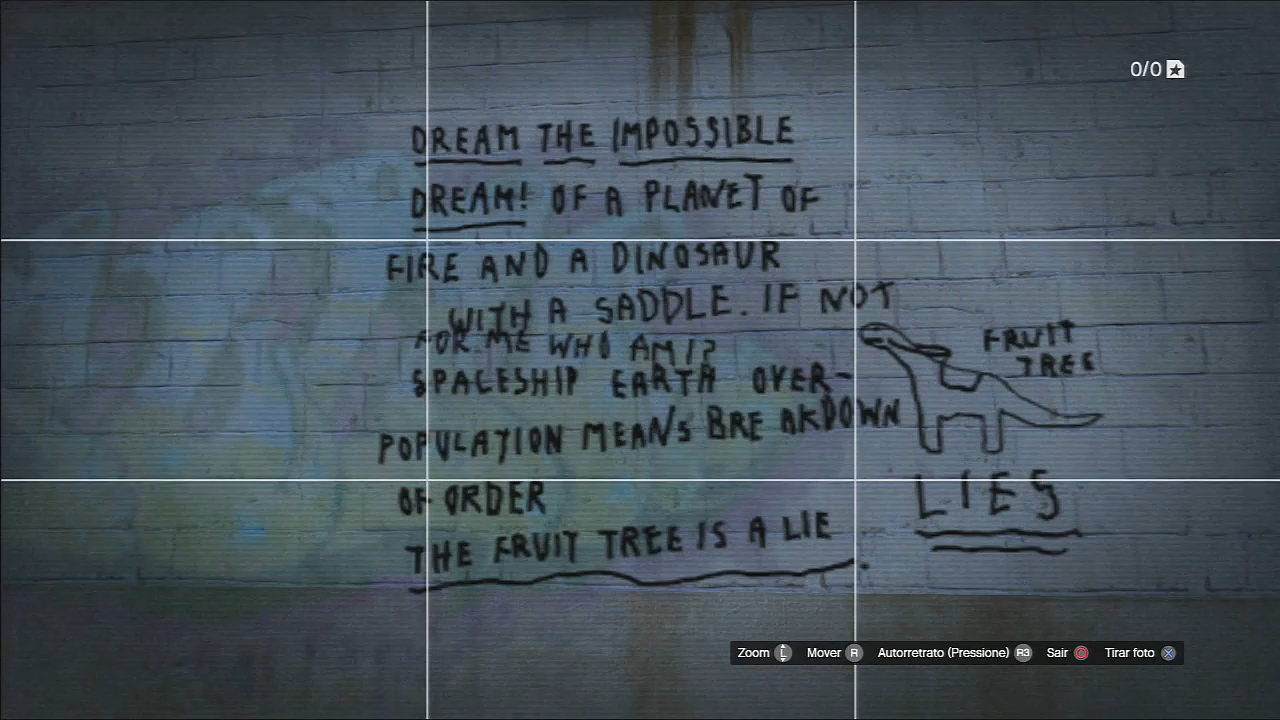 0/0
DREAM THE IMPOSSIBLE
DREAM! OF A PLANET OF
FIRE AND A DINOSAUR
WITH A SADDLE. IF NOT
FOR ME WHO AM I?
SPACESHIP EARTH OVER-
POPULATION MEANS BREAKDOWN
OF ORDER
THE FRUIT TREE IS A LIE.
FRUIT
TREE
LIES
Zoom L Mover R Autorretrato (Pressione) R3 Sair Tirar foto